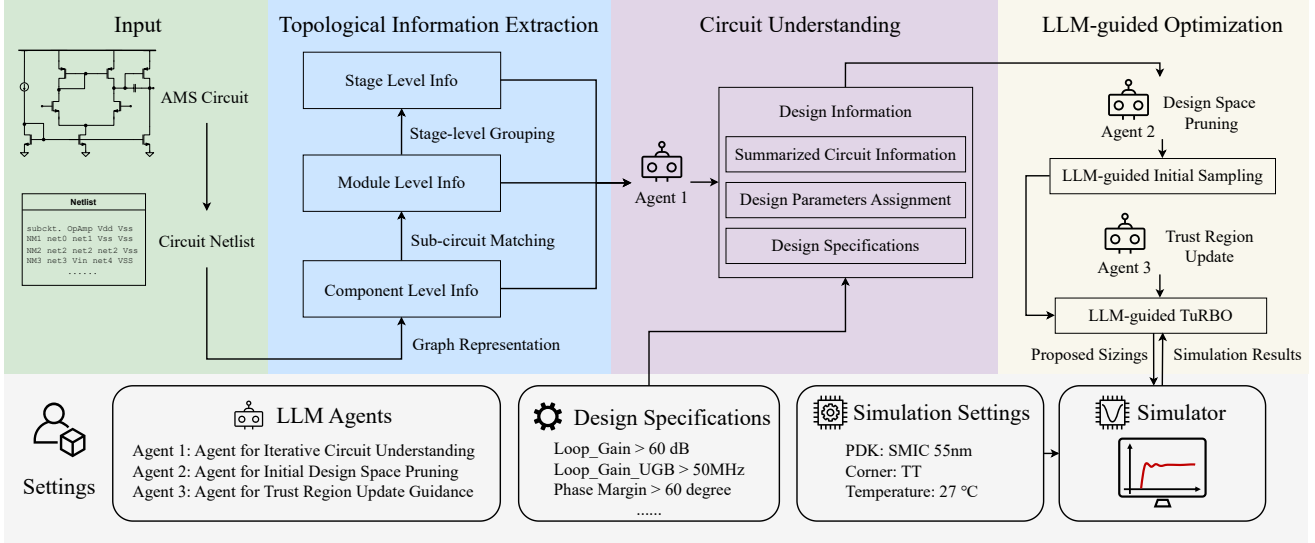 Input
AMS Circuit
Netlist
subckt. OpAmp Vdd Vss
NM1 net0 net1 Vss Vss
NM2 net2 net2 net2 Vss
NM3 net3 Vin net4 VSS
......
Circuit Netlist
Topological Information Extraction
Stage Level Info
Stage-level Grouping
Module Level Info
Sub-circuit Matching
Component Level Info
Graph Representation
Circuit Understanding
Agent 1
Design Information
Summarized Circuit Information
Design Parameters Assignment
Design Specifications
LLM-guided Optimization
Agent 2
Design Space
Pruning
LLM-guided Initial Sampling
Agent 3
Trust Region
Update
LLM-guided TuRBO
Proposed Sizings
Simulation Results
Settings
LLM Agents
Agent 1: Agent for Iterative Circuit Understanding
Agent 2: Agent for Initial Design Space Pruning
Agent 3: Agent for Trust Region Update Guidance
Design Specifications
Loop_Gain > 60 dB
Loop_Gain_UGB > 50MHz
Phase Margin > 60 degree
......
Simulation Settings
PDK: SMIC 55nm
Corner: TT
Temperature: 27 ℃
Simulator